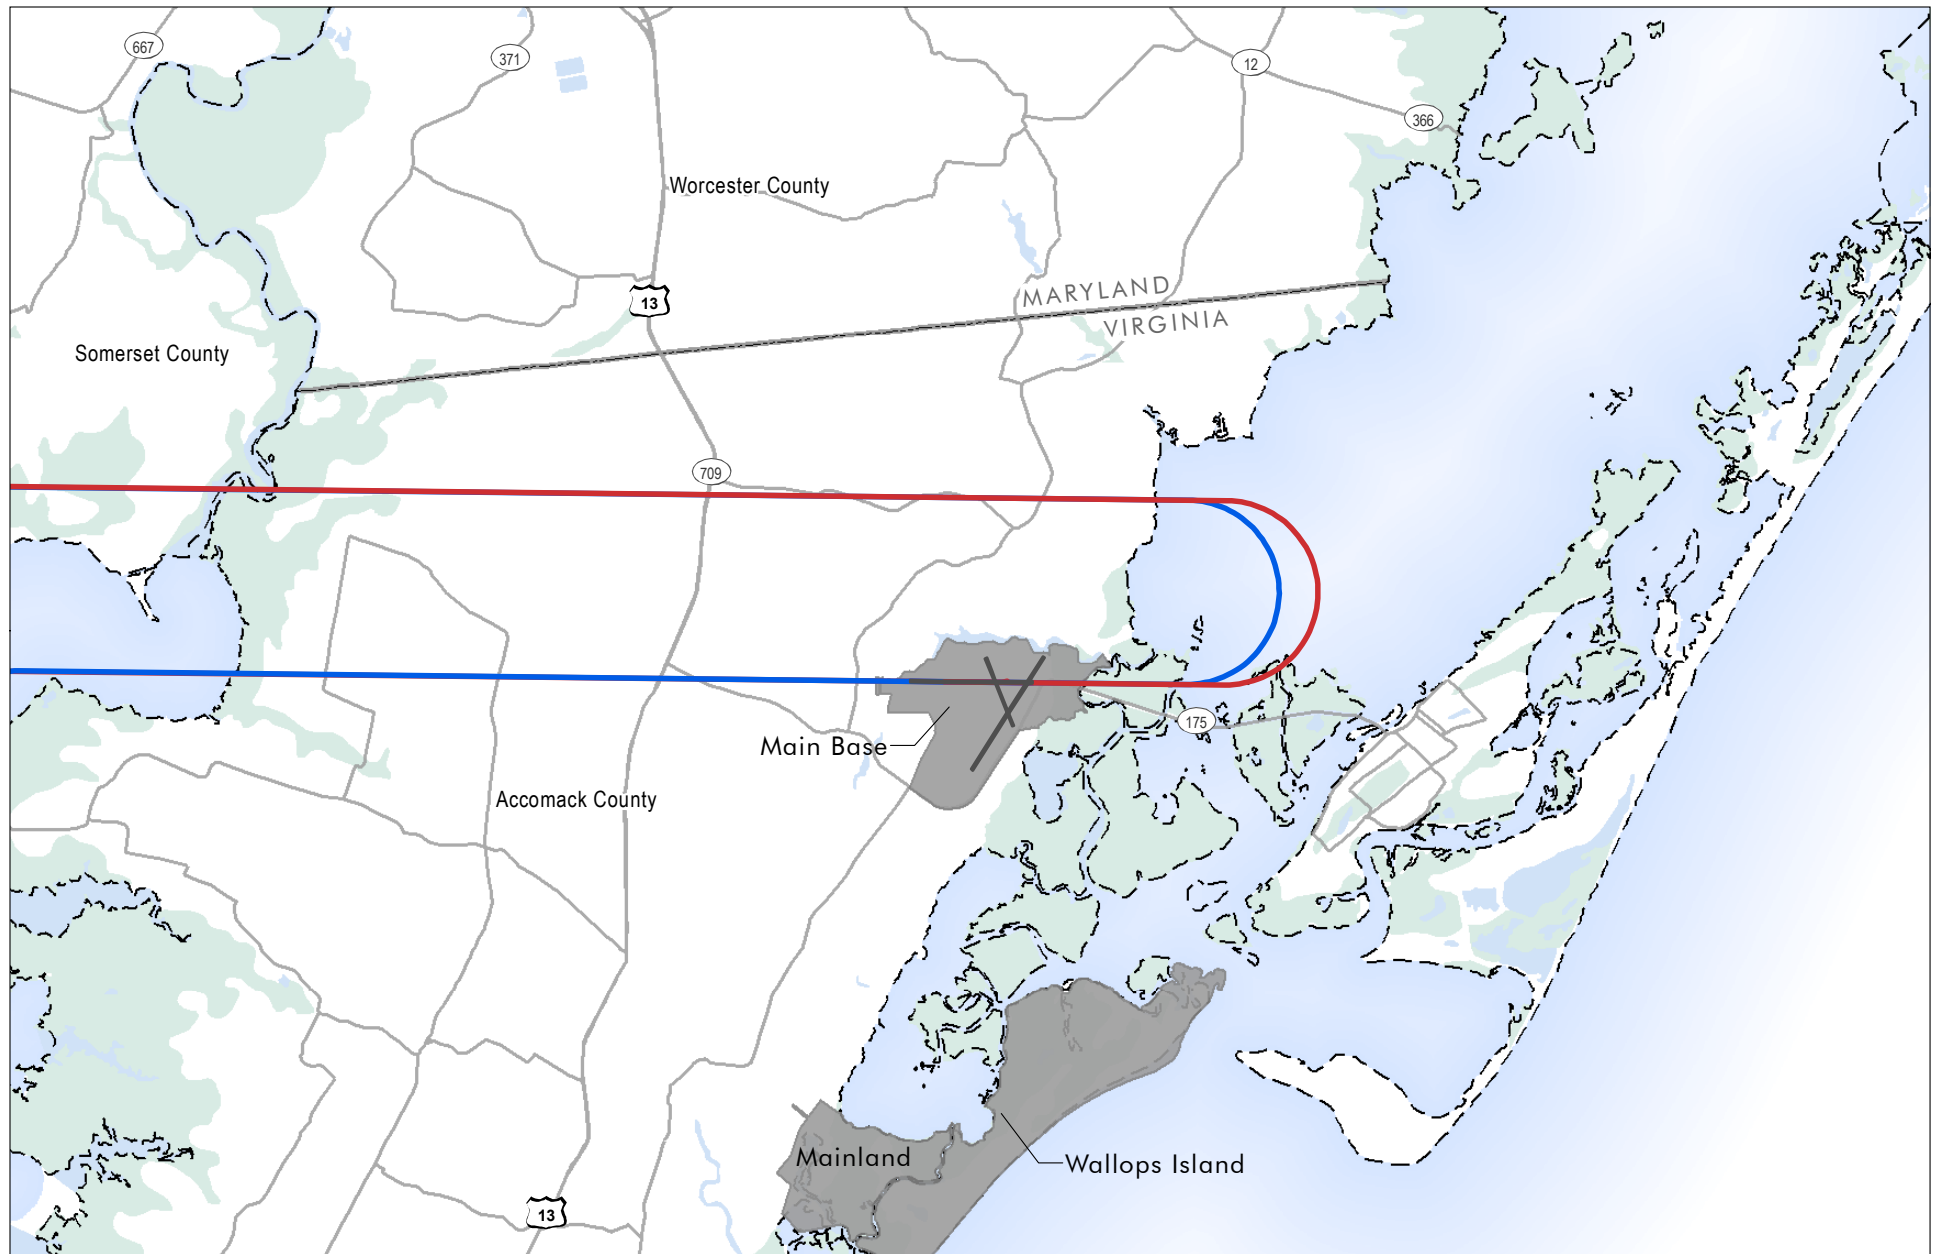 667
371
12
366
Worcester County
MARYLAND
13
VIRGINIA
Somerset County
709
175
Main Base
Accomack County
Mainland
Wallops Island
13